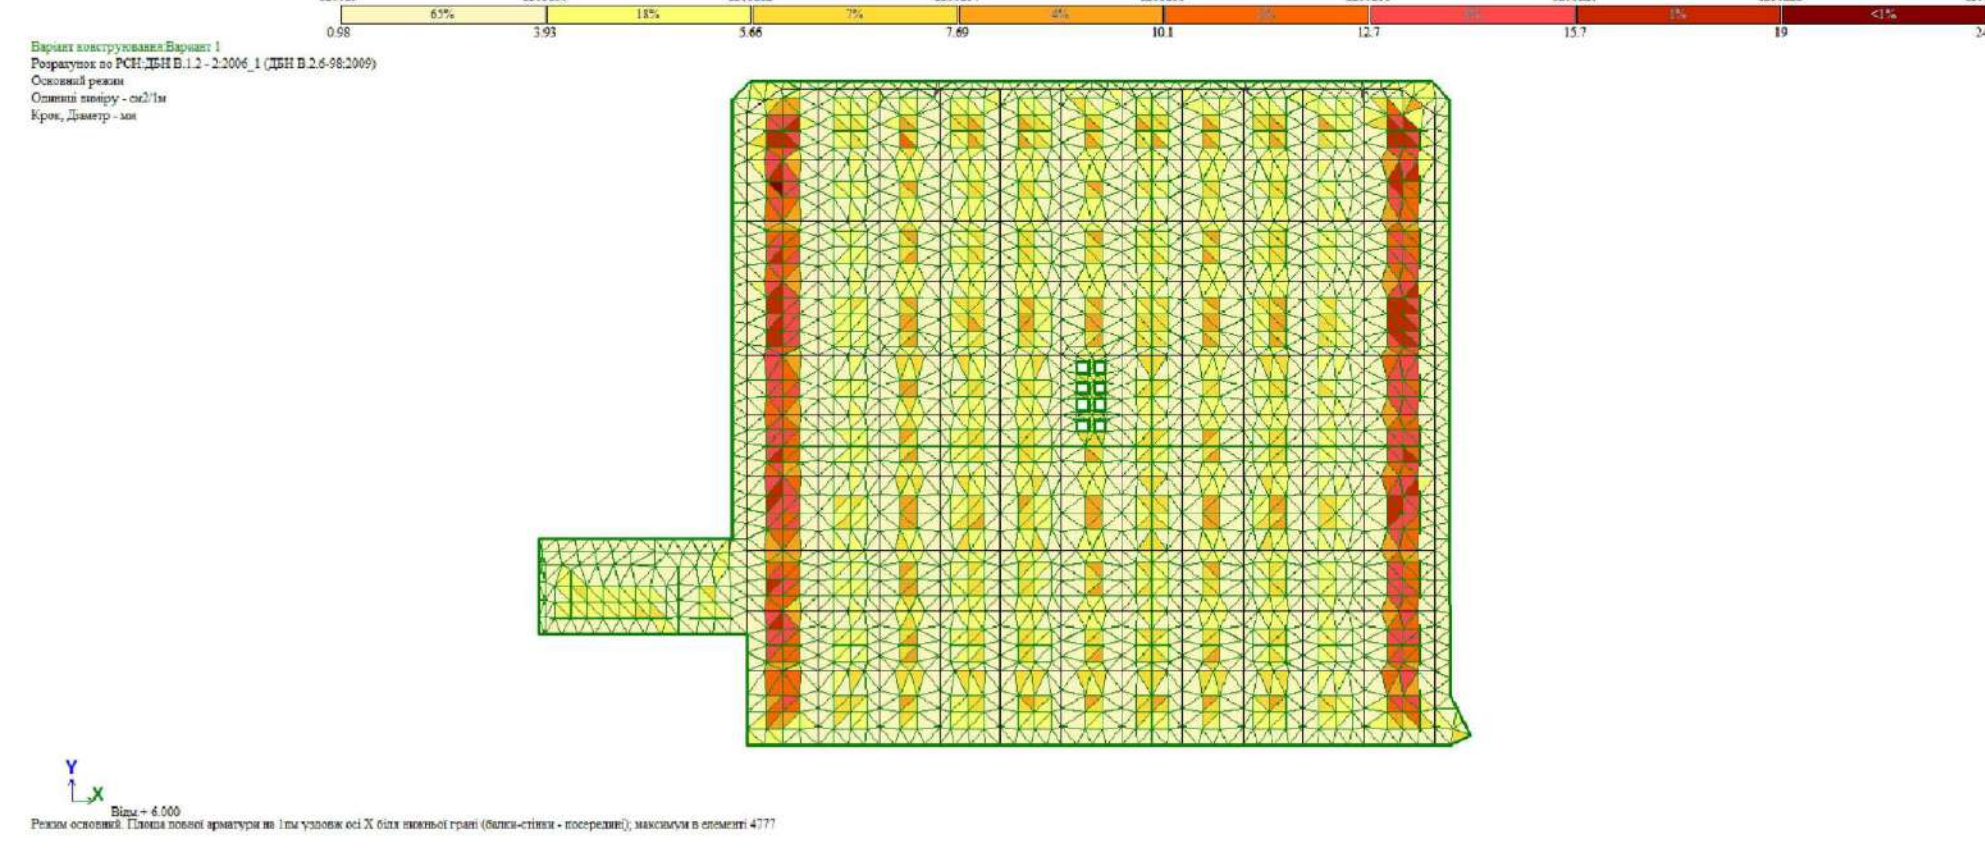 65% 18% 7% 4% 1% <1%
0.98 3.93 5.66 7.69 10.1 12.7 15.7 19
Варіант конструювання:Вариант 1
Розрахунок по РСН:ДБН В.1.2 - 2:2006_1 (ДБН В.2.6-98:2009)
Основний режим
Одиниці виміру - см2/1м
Крок, Діаметр - мм
Y
X
Відм + 6.000
Режим основний. Площа повної арматури на 1пм уздовж осі X біля нижньої грані (балки-стінки - посередині); максимум в елементі 4777